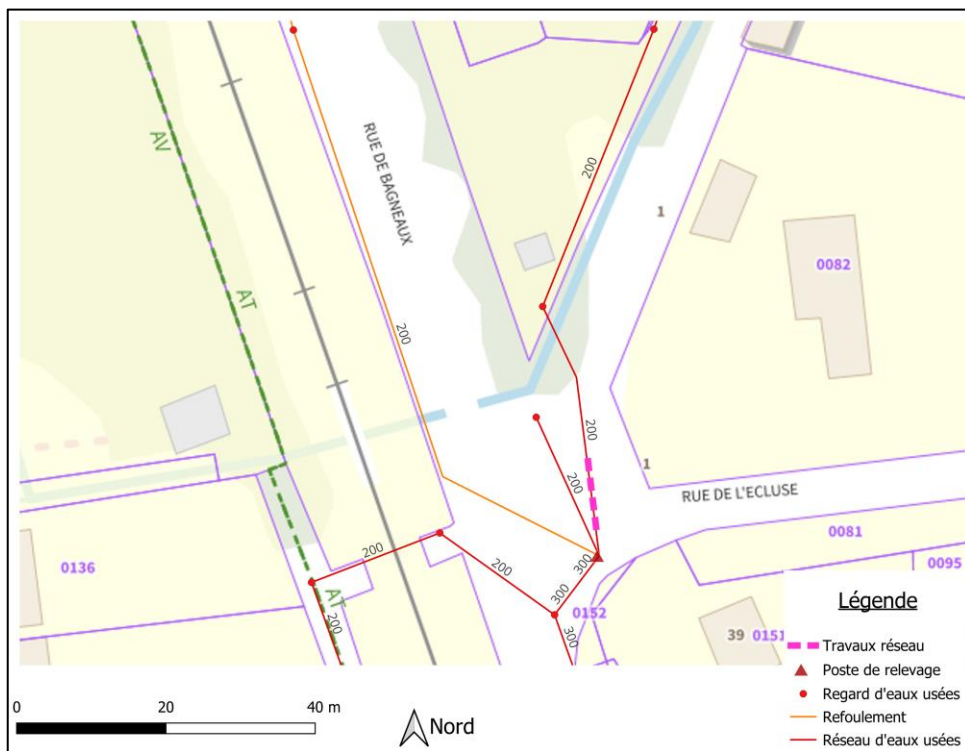 AV
RUE DE BAGNEAUX
200
1
0082
AT
200
200
200
1
RUE DE L'ECLUSE
0081
0095
0136
200
200
300
300
0152
300
AT
200
39
0151
Légende
Travaux réseau
Poste de relevage
Regard d'eaux usées
Refoulement
Réseau d'eaux usées
0
20
40 m
Nord